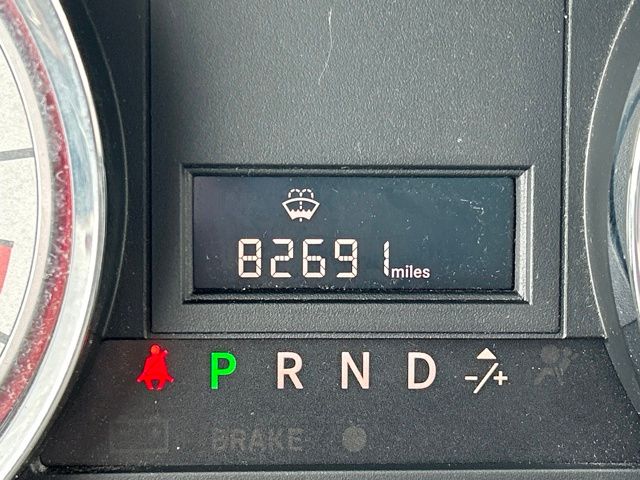 82691 miles
P R N D -/+
BRAKE